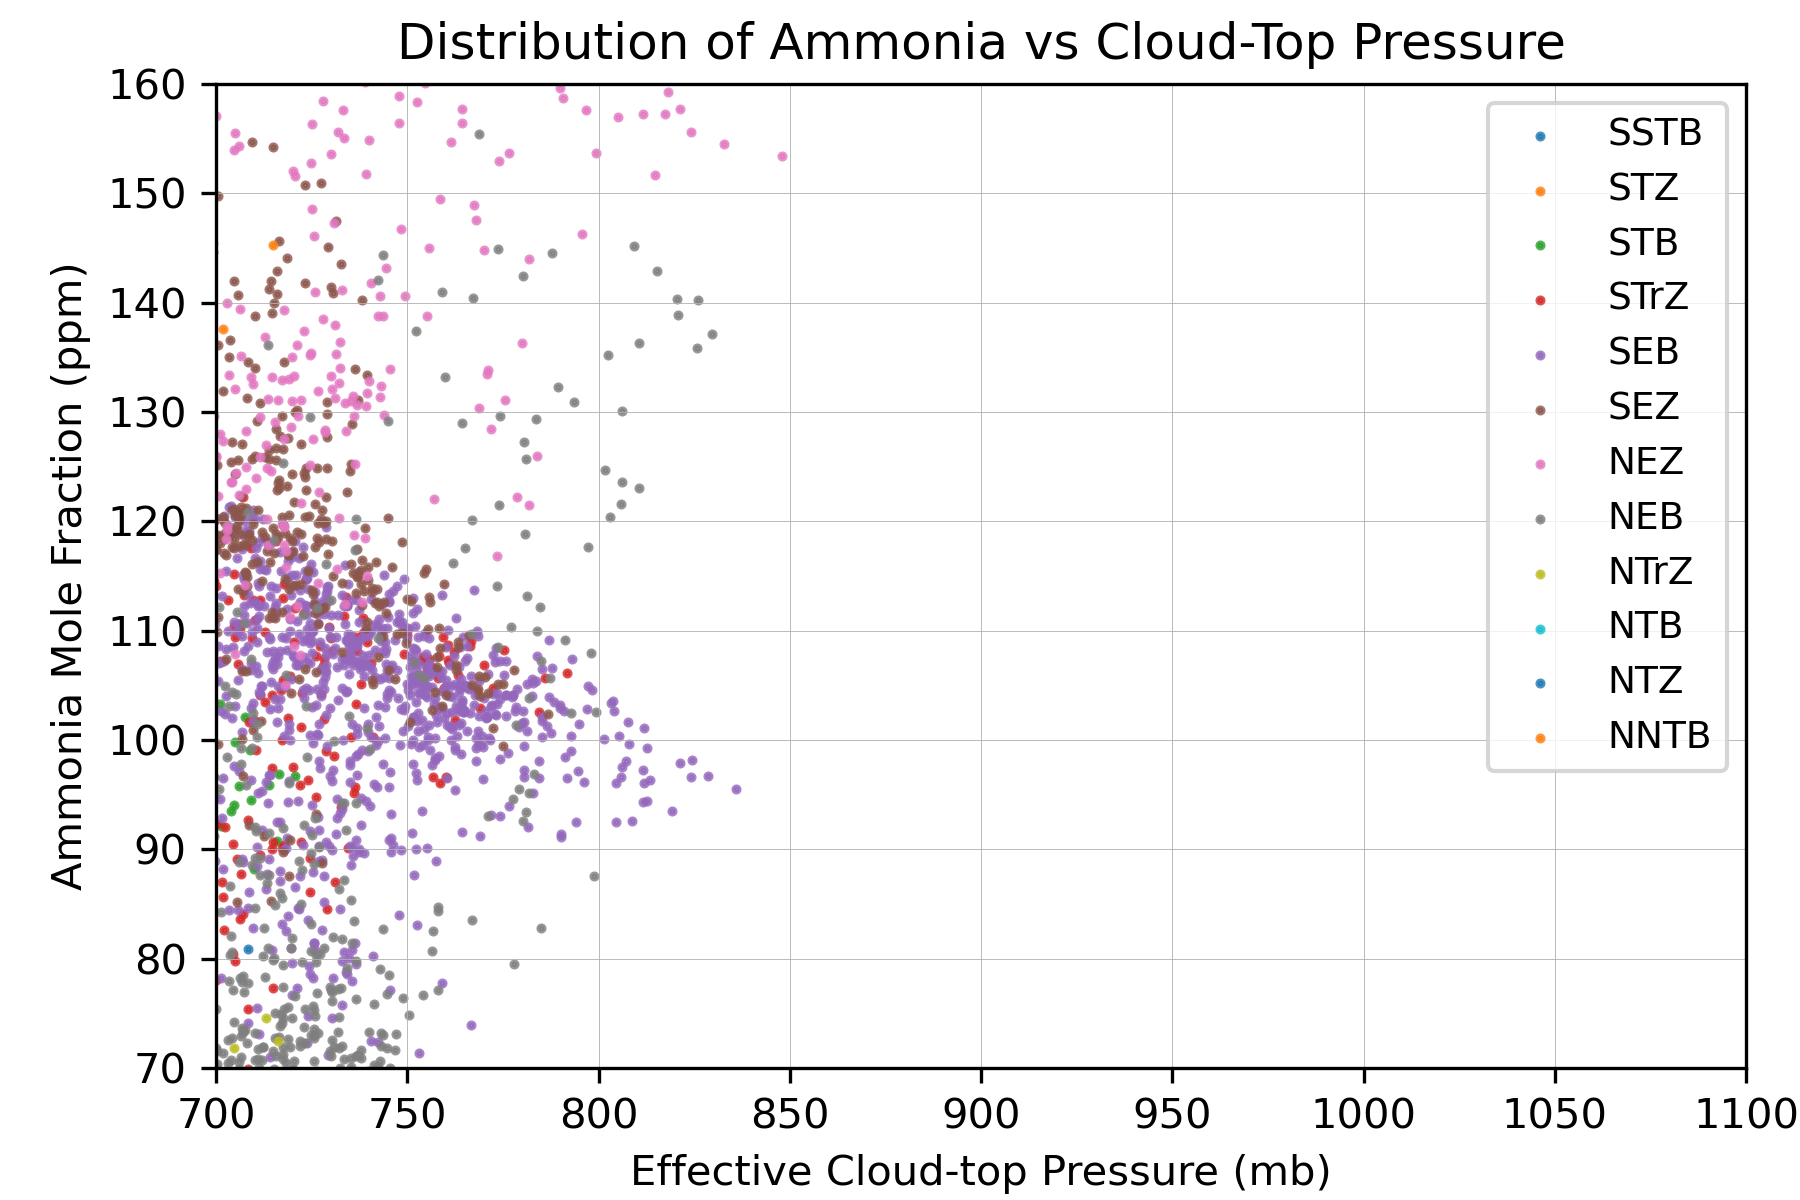 Distribution of Ammonia vs Cloud-Top Pressure
160
150
140
130
120
110
100
90
80
70
Ammonia Mole Fraction (ppm)
SSTB
STZ
STB
STrZ
SEB
SEZ
NEZ
NEB
NTrZ
NTB
NTZ
NNTB
700 750 800 850 900 950 1000 1050 1100
Effective Cloud-top Pressure (mb)